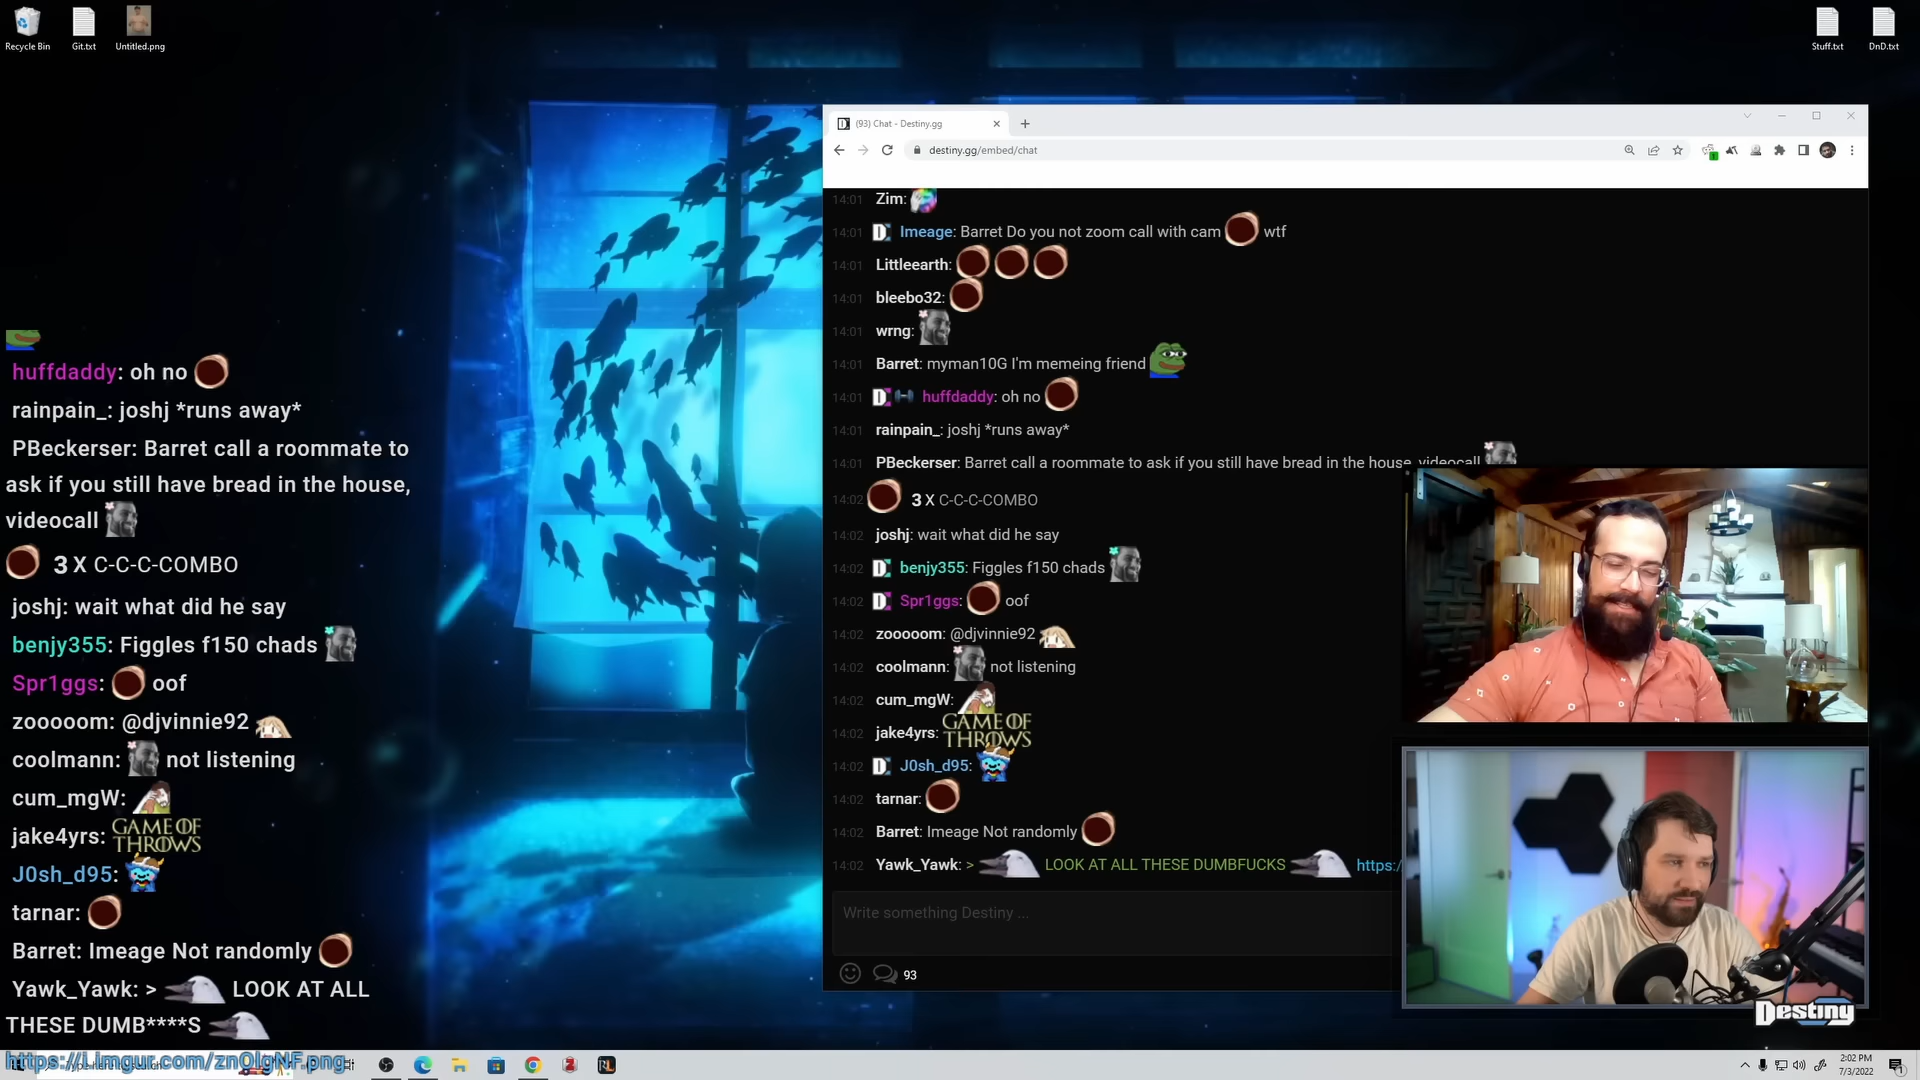 Recycle Bin
Git.txt
Untitled.png
Stuff.txt
DnD.txt
(93) Chat - Destiny.gg
destiny.gg/embed/chat
14:01 Zim:
14:01 Imeage: Barret Do you not zoom call with cam wtf
14:01 Littleearth:
14:01 bleebo32:
14:01 wrng:
14:01 Barret: myman10G I'm memeing friend
14:01 huffdaddy: oh no
14:01 rainpain_: joshj *runs away*
14:01 PBeckerser: Barret call a roommate to ask if you still have bread in the house, videocall
14:02 3 X C-C-C-COMBO
14:02 joshj: wait what did he say
14:02 benjy355: Figgles f150 chads
14:02 Spr1ggs: oof
14:02 zooooom: @djvinnie92
14:02 coolmann: not listening
14:02 cum_mgW:
14:02 jake4yrs: GAME OF THROWS
14:02 J0sh_d95:
14:02 tarnar:
14:02 Barret: Imeage Not randomly
14:02 Yawk_Yawk: > LOOK AT ALL THESE DUMBFUCKS https:/
Write something Destiny ...
93
huffdaddy: oh no
rainpain_: joshj *runs away*
PBeckerser: Barret call a roommate to
ask if you still have bread in the house,
videocall
3 X C-C-C-COMBO
joshj: wait what did he say
benjy355: Figgles f150 chads
Spr1ggs: oof
zooooom: @djvinnie92
coolmann: not listening
cum_mgW:
jake4yrs: GAME OF THROWS
J0sh_d95:
tarnar:
Barret: Imeage Not randomly
Yawk_Yawk: > LOOK AT ALL
THESE DUMB****S
https://i.imgur.com/znOlgNF.png
Destiny
2:02 PM
7/3/2022